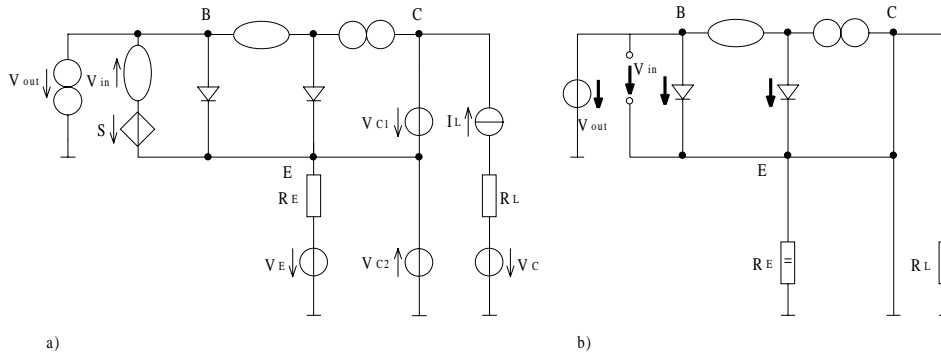 B C B C
V out V in V in
V out
S V C1 I L
E E
R E R L R E = R L
V E V C2 V C
a) b)